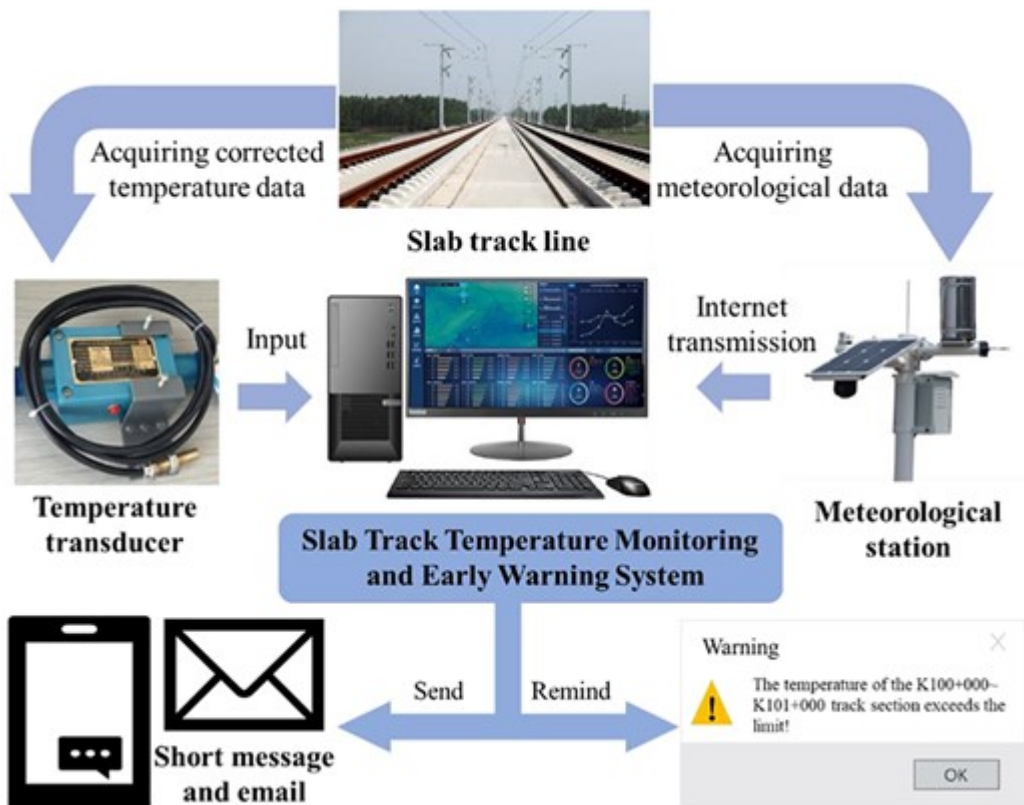 Acquiring corrected
temperature data
Acquiring
meteorological data
Slab track line
Input
Internet
transmission
Temperature
transducer
Meteorological
station
Slab Track Temperature Monitoring
and Early Warning System
Send
Remind
Short message
and email
Warning
The temperature of the K100+000~
K101+000 track section exceeds the
limit!
OK